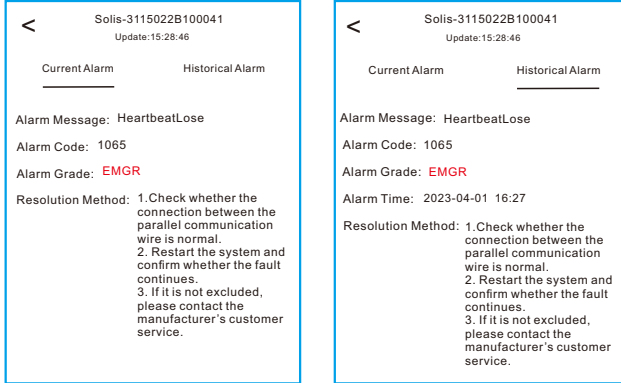 < Solis-3115022B100041
Update:15:28:46
Current Alarm Historical Alarm
Alarm Message: HeartbeatLose
Alarm Code: 1065
Alarm Grade: EMGR
Resolution Method: 1.Check whether the
connection between the
parallel communication
wire is normal.
2. Restart the system and
confirm whether the fault
continues.
3. If it is not excluded,
please contact the
manufacturer's customer
service.
< Solis-3115022B100041
Update:15:28:46
Current Alarm Historical Alarm
Alarm Message: HeartbeatLose
Alarm Code: 1065
Alarm Grade: EMGR
Alarm Time: 2023-04-01 16:27
Resolution Method: 1.Check whether the
connection between the
parallel communication
wire is normal.
2. Restart the system and
confirm whether the fault
continues.
3. If it is not excluded,
please contact the
manufacturer's customer
service.